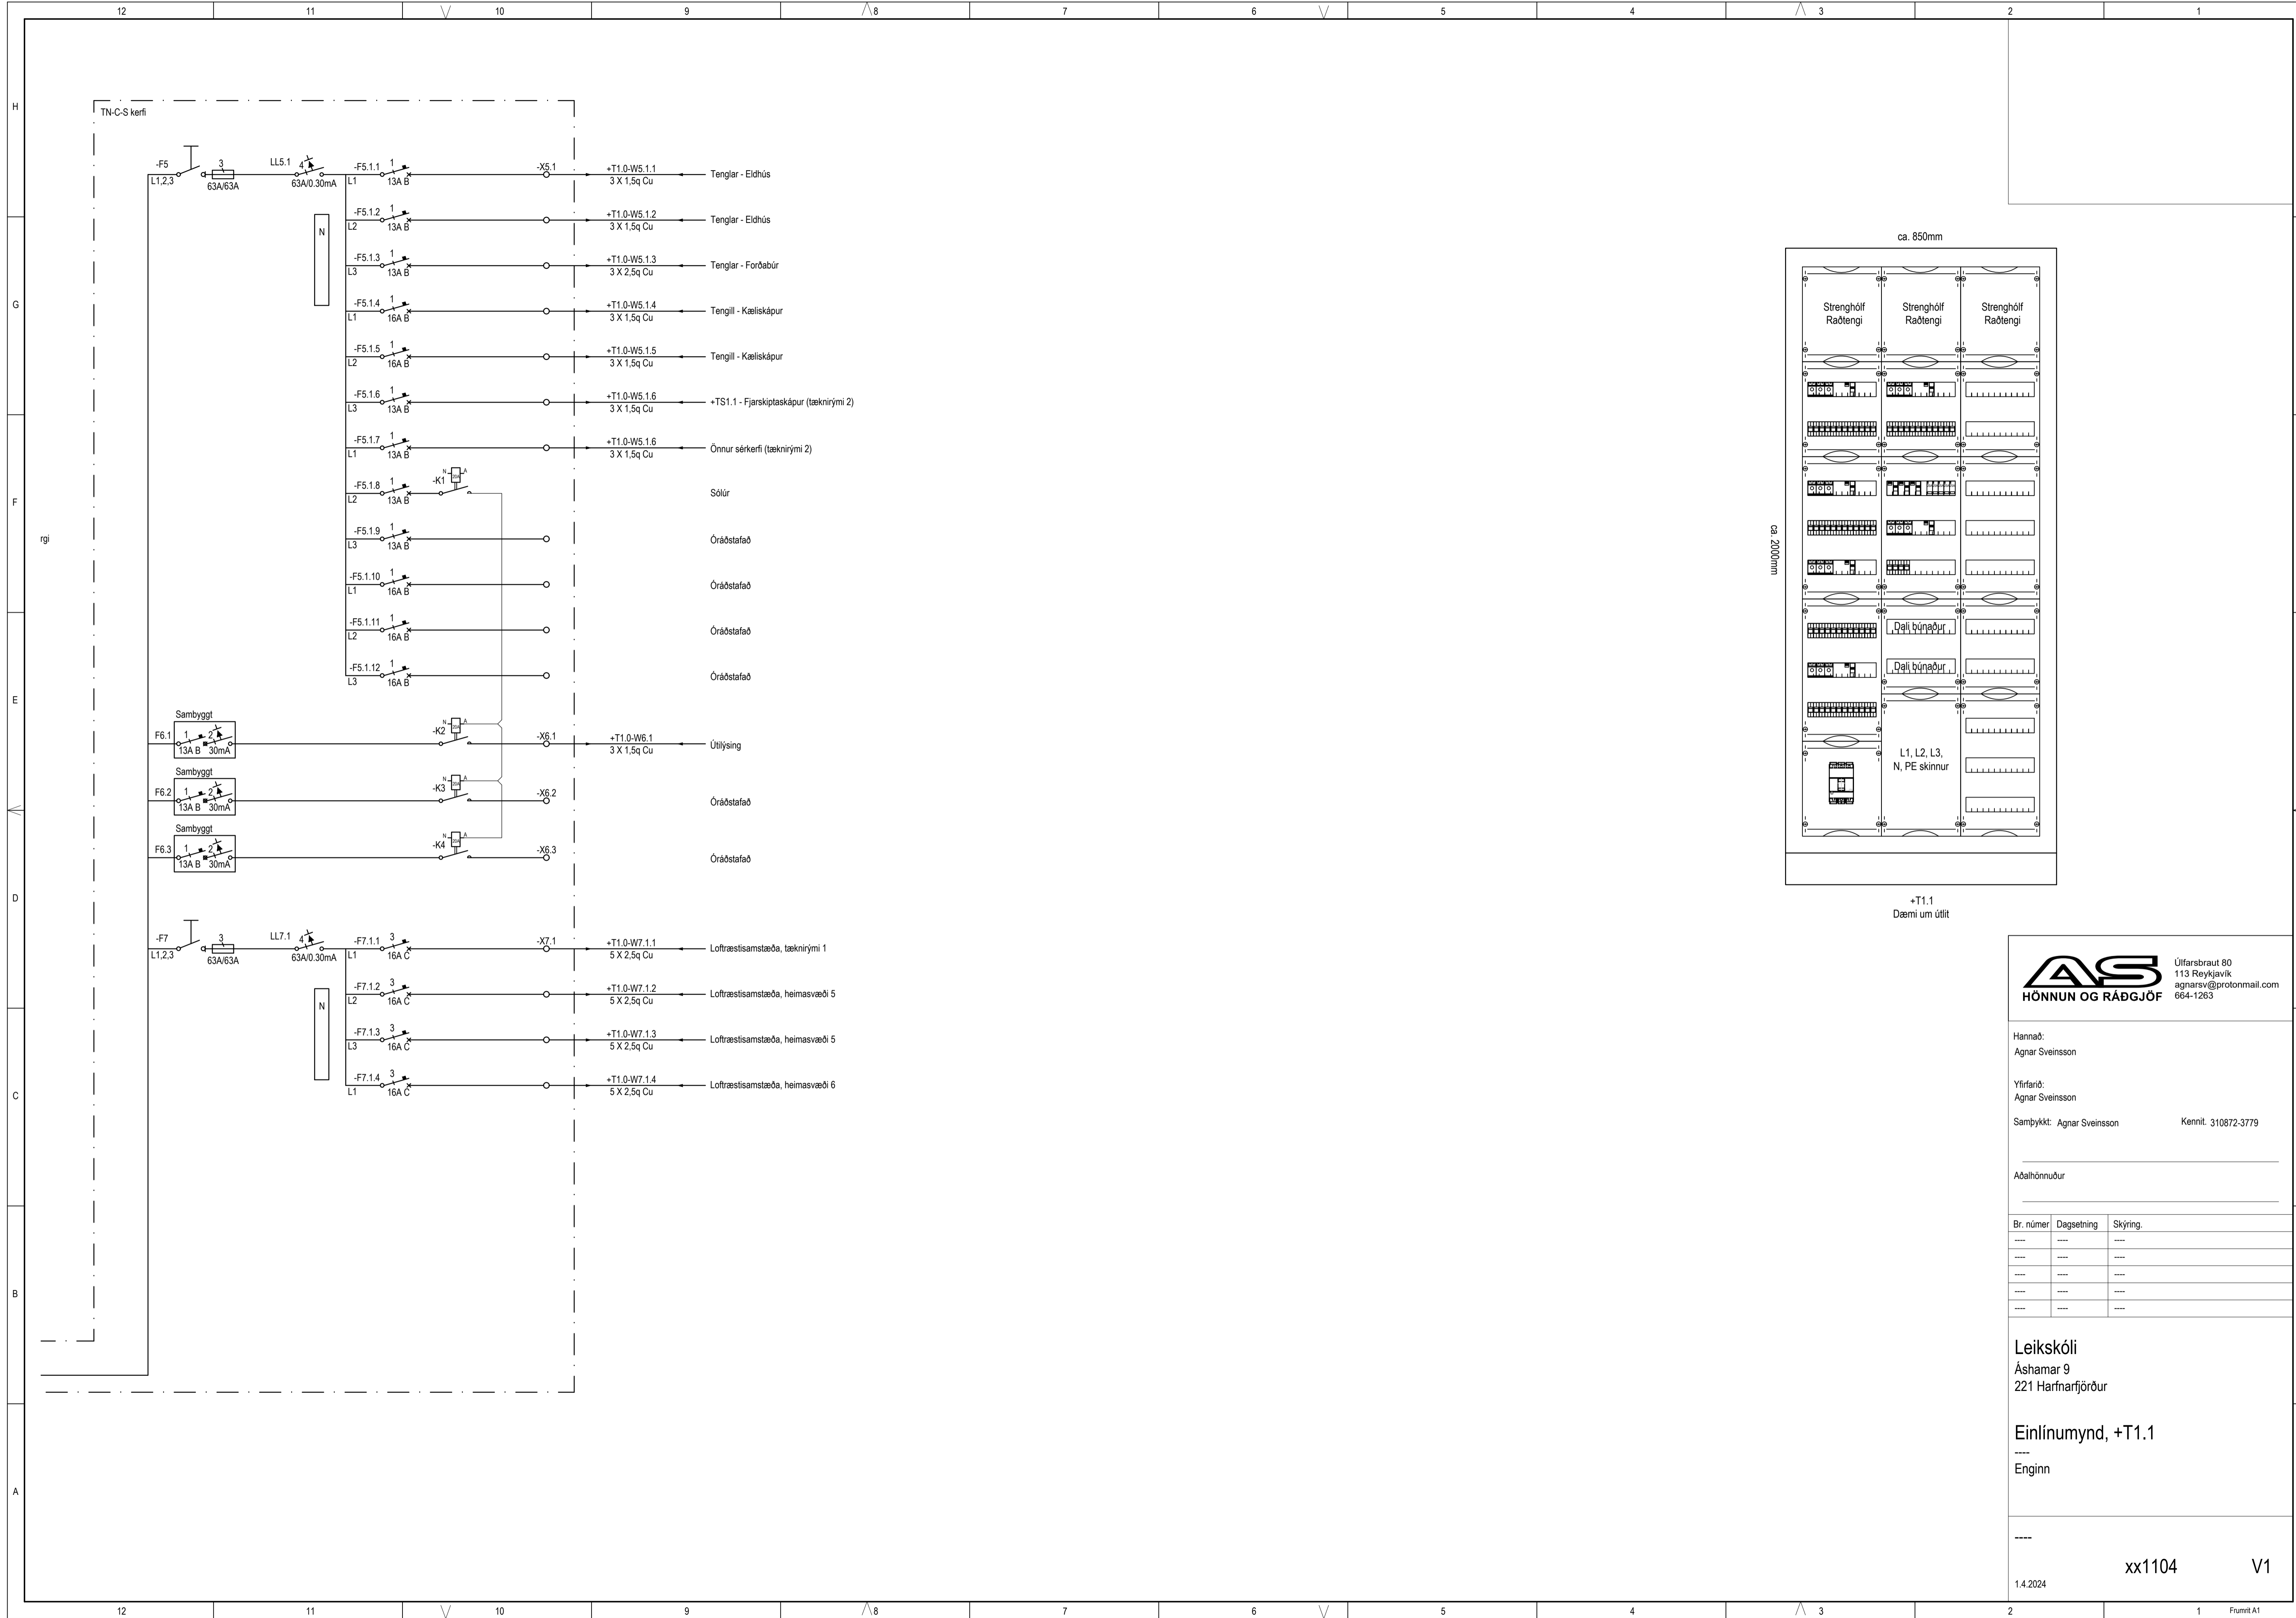 12 11 10 9 8 7 6 5 4 3 2 1
H
G
F
E
D
C
B
A
TN-C-S kerfi
rgi
-F5
L1,2,3
3
63A/63A
LL5.1
4
63A/0.30mA
N
-F5.1.1 1
L1 13A B
-X5.1
+T1.0-W5.1.1
3 X 1,5q Cu
Tenglar - Eldhús
-F5.1.2 1
L2 13A B
+T1.0-W5.1.2
3 X 1,5q Cu
Tenglar - Eldhús
-F5.1.3 1
L3 13A B
+T1.0-W5.1.3
3 X 2,5q Cu
Tenglar - Forðabúr
-F5.1.4 1
L1 16A B
+T1.0-W5.1.4
3 X 1,5q Cu
Tengill - Kæliskápur
-F5.1.5 1
L2 16A B
+T1.0-W5.1.5
3 X 1,5q Cu
Tengill - Kæliskápur
-F5.1.6 1
L3 13A B
+T1.0-W5.1.6
3 X 1,5q Cu
+TS1.1 - Fjarskiptaskápur (tæknirými 2)
-F5.1.7 1
L1 13A B
+T1.0-W5.1.6
3 X 1,5q Cu
Önnur sérkerfi (tæknirými 2)
-F5.1.8 1
L2 13A B
-K1
N 20A A
Sólúr
-F5.1.9 1
L3 13A B
Óráðstafað
-F5.1.10 1
L1 16A B
Óráðstafað
-F5.1.11 1
L2 16A B
Óráðstafað
-F5.1.12 1
L3 16A B
Óráðstafað
Sambyggt
F6.1
1 2
13A B 30mA
-K2
N 20A A
-X6.1
+T1.0-W6.1
3 X 1,5q Cu
Útilýsing
Sambyggt
F6.2
1 2
13A B 30mA
-K3
N 20A A
-X6.2
Óráðstafað
Sambyggt
F6.3
1 2
13A B 30mA
-K4
N 20A A
-X6.3
Óráðstafað
-F7
L1,2,3
3
63A/63A
LL7.1
4
63A/0.30mA
N
-F7.1.1 3
L1 16A C
-X7.1
+T1.0-W7.1.1
5 X 2,5q Cu
Loftræstisamstæða, tæknirými 1
-F7.1.2 3
L2 16A C
+T1.0-W7.1.2
5 X 2,5q Cu
Loftræstisamstæða, heimasvæði 5
-F7.1.3 3
L3 16A C
+T1.0-W7.1.3
5 X 2,5q Cu
Loftræstisamstæða, heimasvæði 5
-F7.1.4 3
L1 16A C
+T1.0-W7.1.4
5 X 2,5q Cu
Loftræstisamstæða, heimasvæði 6
ca. 850mm
ca. 2000mm
Strenghólf
Raðtengi
Strenghólf
Raðtengi
Strenghólf
Raðtengi
Dali búnaður
Dali búnaður
L1, L2, L3,
N, PE skinnur
+T1.1
Dæmi um útlit
AS
HÖNNUN OG RÁÐGJÖF
Úlfarsbraut 80
113 Reykjavík
agnarsv@protonmail.com
664-1263
Hannað:
Agnar Sveinsson
Yfirfarið:
Agnar Sveinsson
Samþykkt: Agnar Sveinsson Kennit. 310872-3779
Aðalhönnuður
Br. númer Dagsetning Skýring.
---- ---- ----
---- ---- ----
---- ---- ----
---- ---- ----
---- ---- ----
Leikskóli
Áshamar 9
221 Harfnarfjörður
Einlínumynd, +T1.1
----
Enginn
----
xx1104 V1
1.4.2024
12 11 10 9 8 7 6 5 4 3 2 1
Frumrit A1